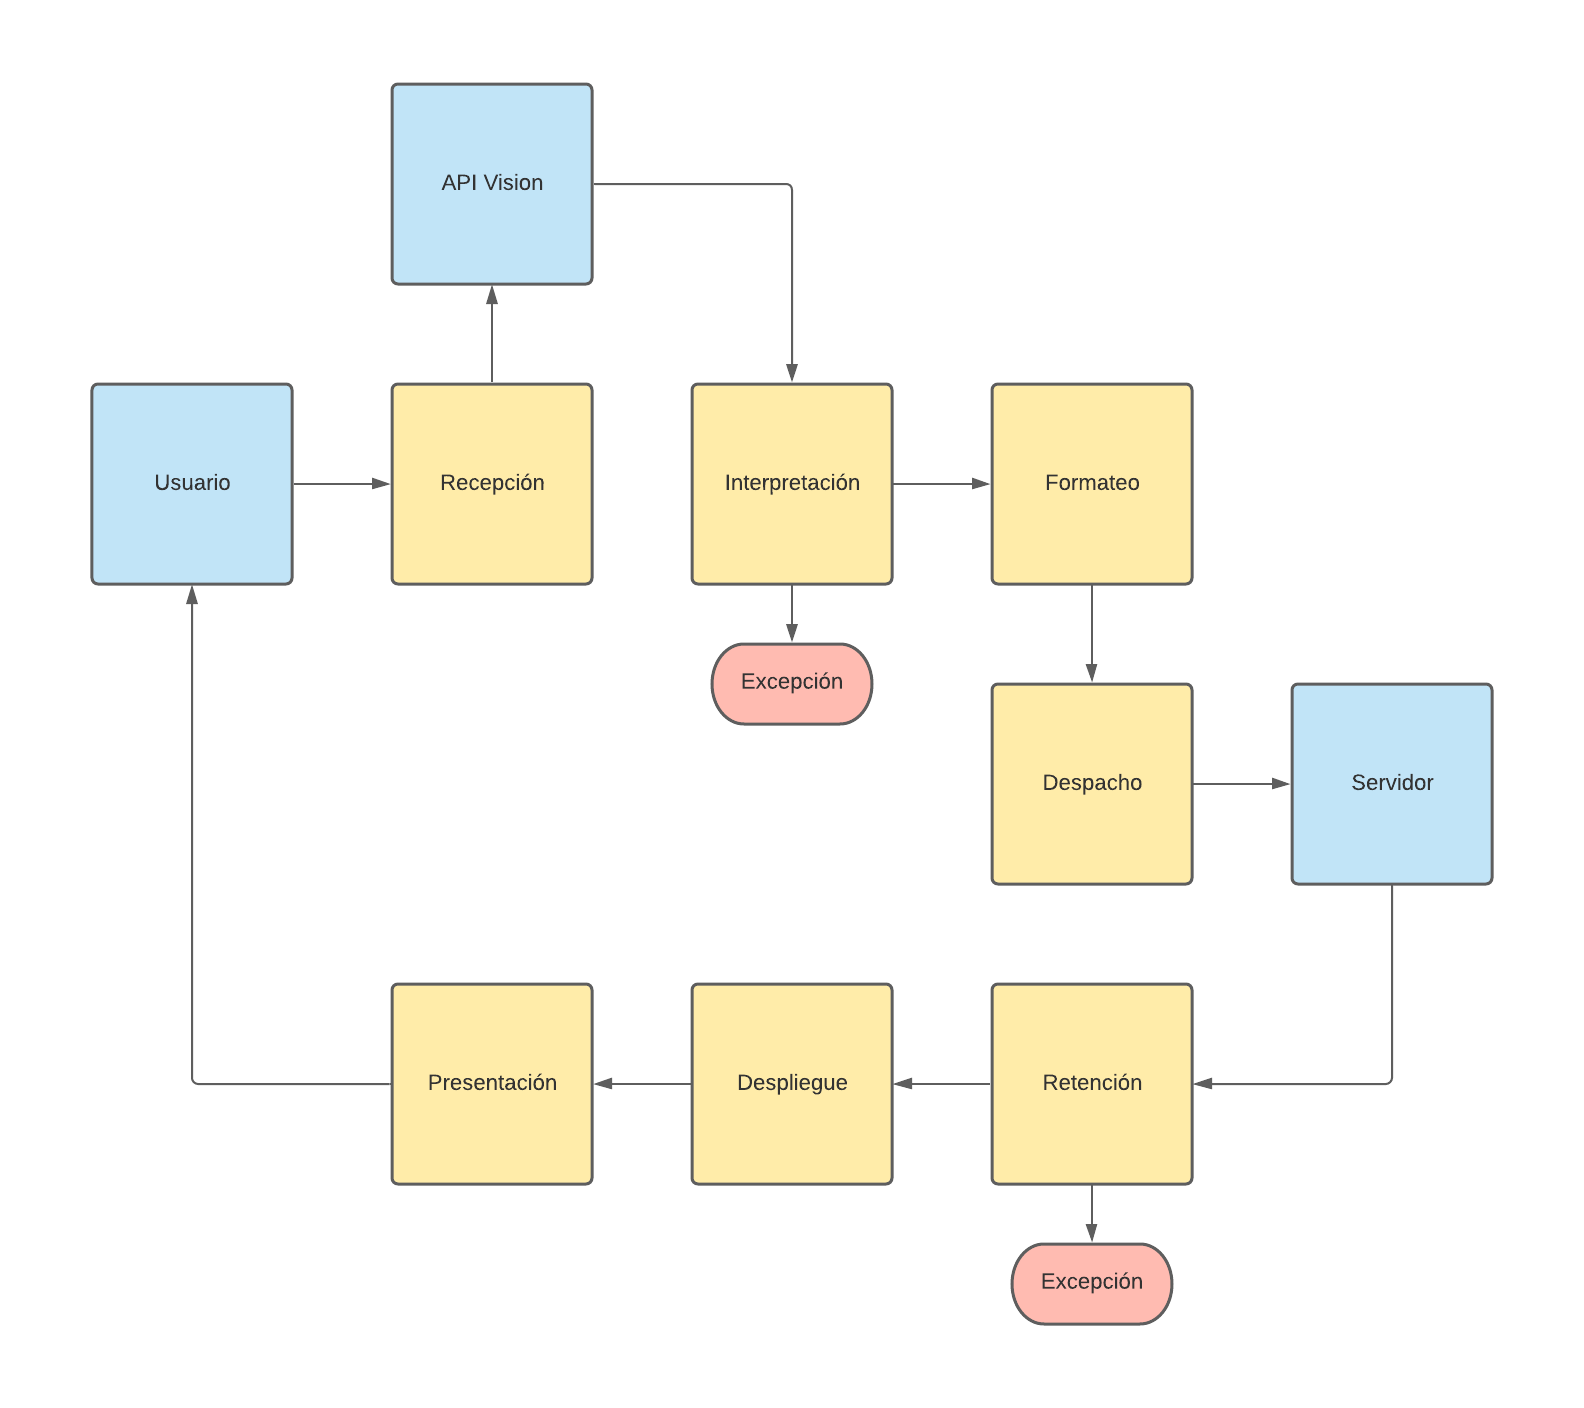 API Vision
Usuario
Recepción
Interpretación
Formateo
Excepción
Despacho
Servidor
Presentación
Despliegue
Retención
Excepción